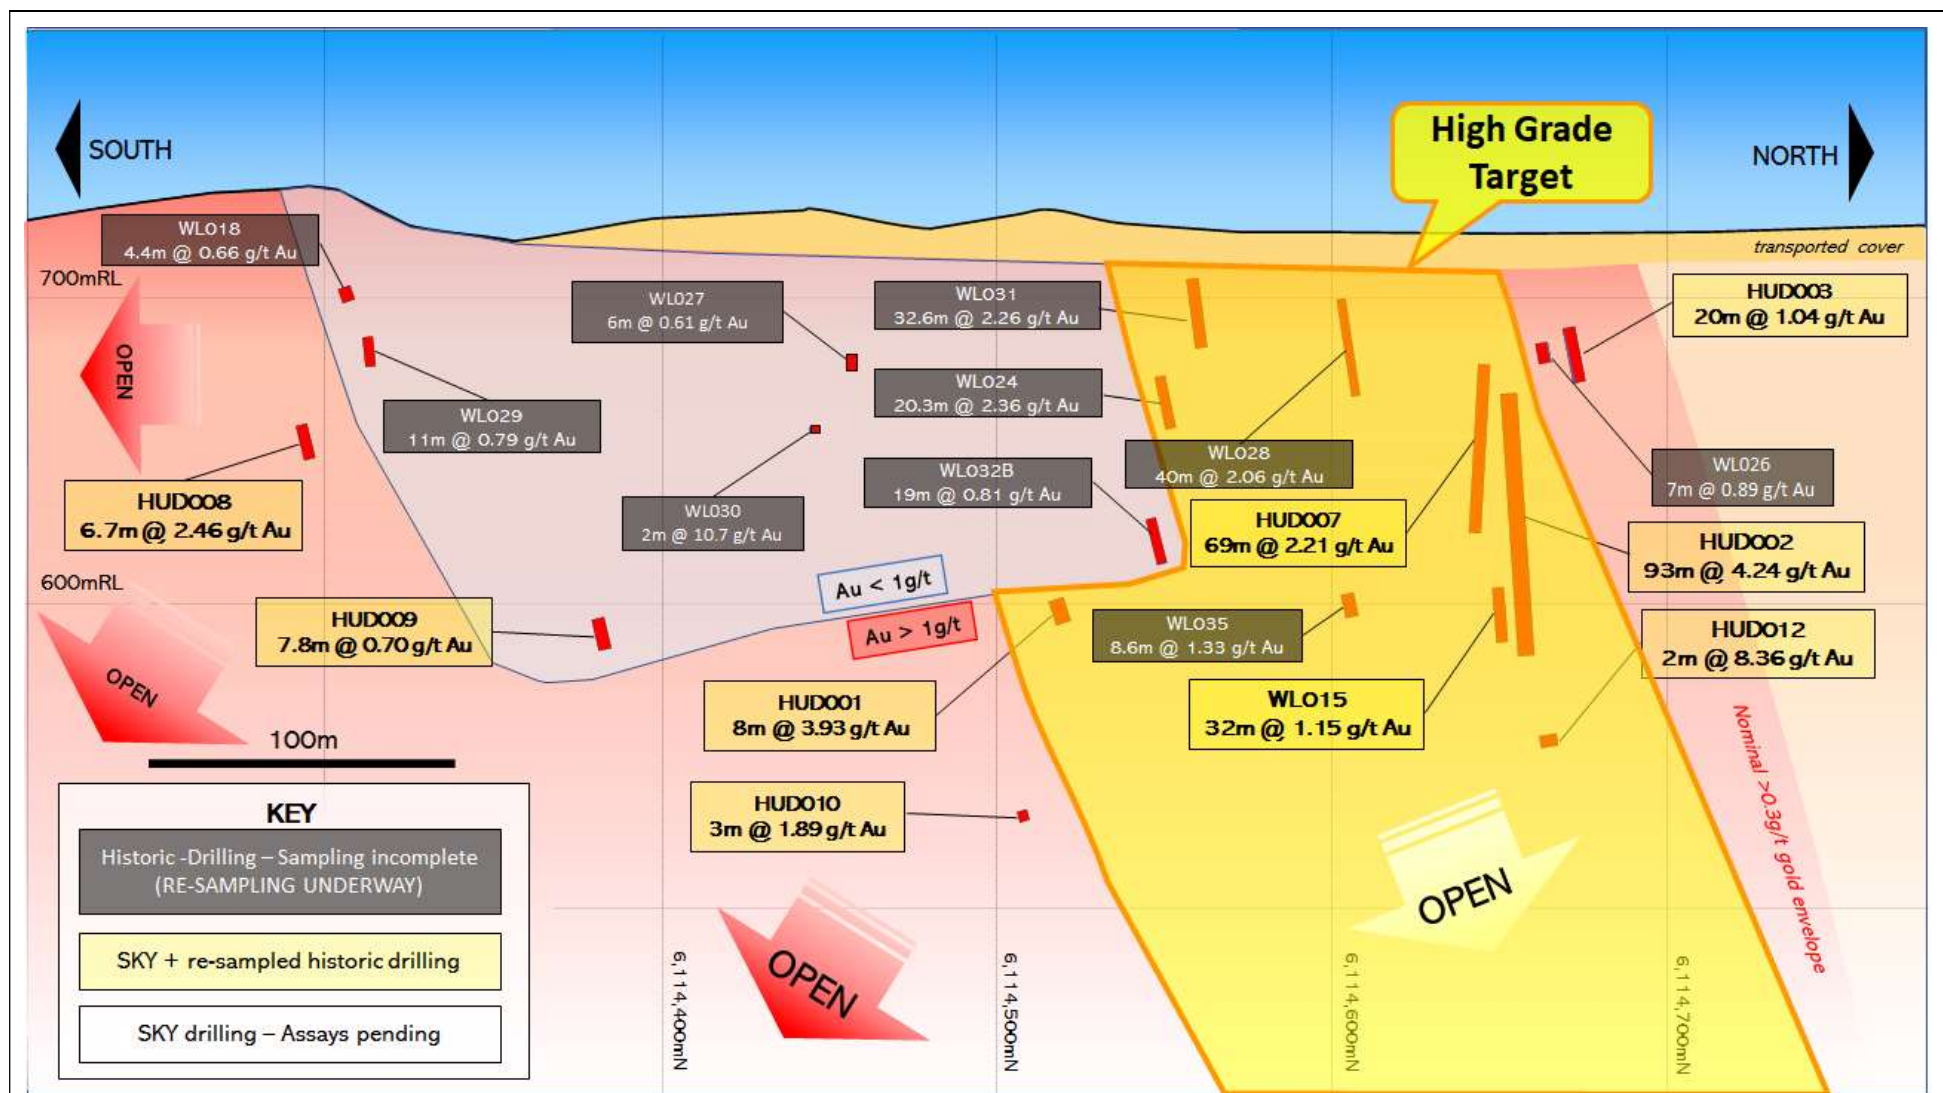 High Grade
Target
SOUTH
NORTH
transported cover
WL018
4.4m @ 0.66 g/t Au
700mRL
OPEN
WL027
6m @ 0.61 g/t Au
WL031
32.6m @ 2.26 g/t Au
HUD003
20m @ 1.04 g/t Au
WL029
11m @ 0.79 g/t Au
WL024
20.3m @ 2.36 g/t Au
WL028
40m @ 2.06 g/t Au
WL026
7m @ 0.89 g/t Au
HUD008
6.7m @ 2.46 g/t Au
WL030
2m @ 10.7 g/t Au
WL032B
19m @ 0.81 g/t Au
HUD007
69m @ 2.21 g/t Au
HUD002
93m @ 4.24 g/t Au
600mRL
Au < 1g/t
Au > 1g/t
HUD009
7.8m @ 0.70 g/t Au
WL035
8.6m @ 1.33 g/t Au
HUD012
2m @ 8.36 g/t Au
OPEN
HUD001
8m @ 3.93 g/t Au
WL015
32m @ 1.15 g/t Au
100m
HUD010
3m @ 1.89 g/t Au
Nominal >0.3g/t gold envelope
OPEN
OPEN
KEY
Historic -Drilling – Sampling incomplete
(RE-SAMPLING UNDERWAY)
SKY + re-sampled historic drilling
SKY drilling – Assays pending
6,114,400mN
6,114,500mN
6,114,600mN
6,114,700mN